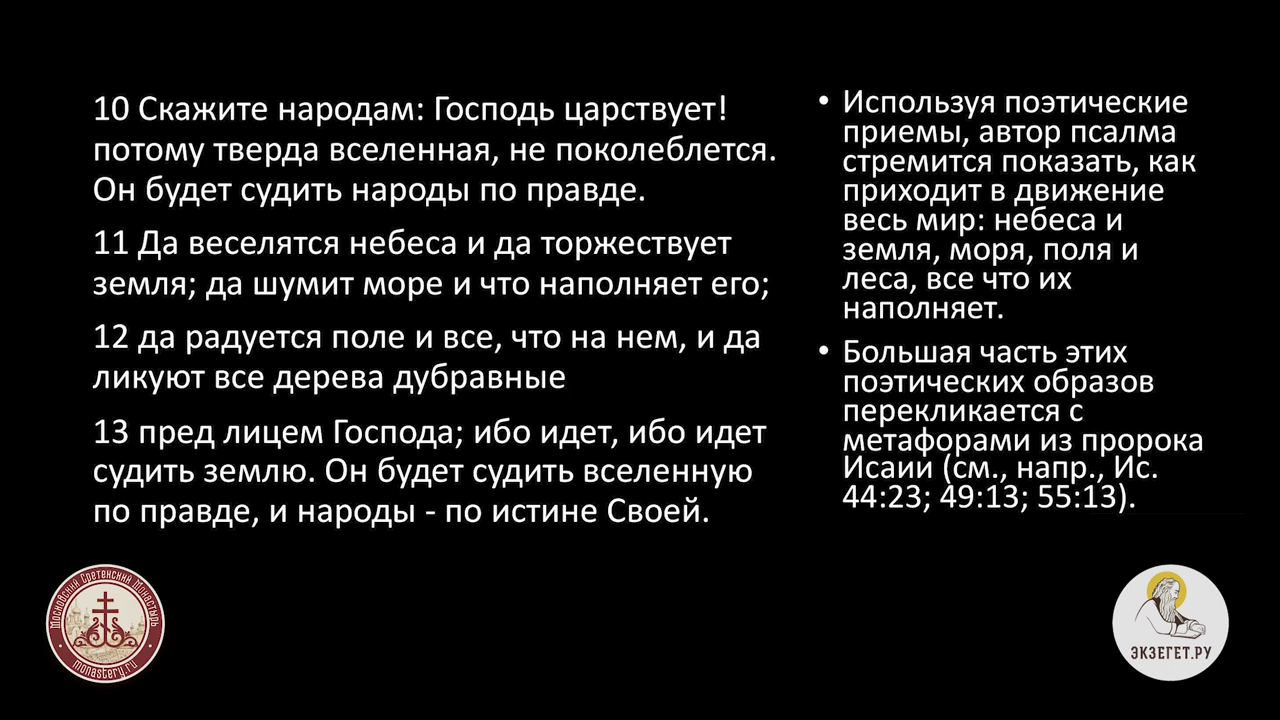 10 Скажите народам: Господь царствует!
потому тверда вселенная, не поколеблется.
Он будет судить народы по правде.
11 Да веселятся небеса и да торжествует
земля; да шумит море и что наполняет его;
12 да радуется поле и все, что на нем, и да
ликуют все дерева дубравные
13 пред лицем Господа; ибо идет, ибо идет
судить землю. Он будет судить вселенную
по правде, и народы - по истине Своей.
• Используя поэтические
приемы, автор псалма
стремится показать, как
приходит в движение
весь мир: небеса и
земля, моря, поля и
леса, все что их
наполняет.
• Большая часть этих
поэтических образов
перекликается с
метафорами из пророка
Исаии (см., напр., Ис.
44:23; 49:13; 55:13).
Московский Сретенский Монастырь
monastery.ru
ЭКЗЕГЕТ.РУ